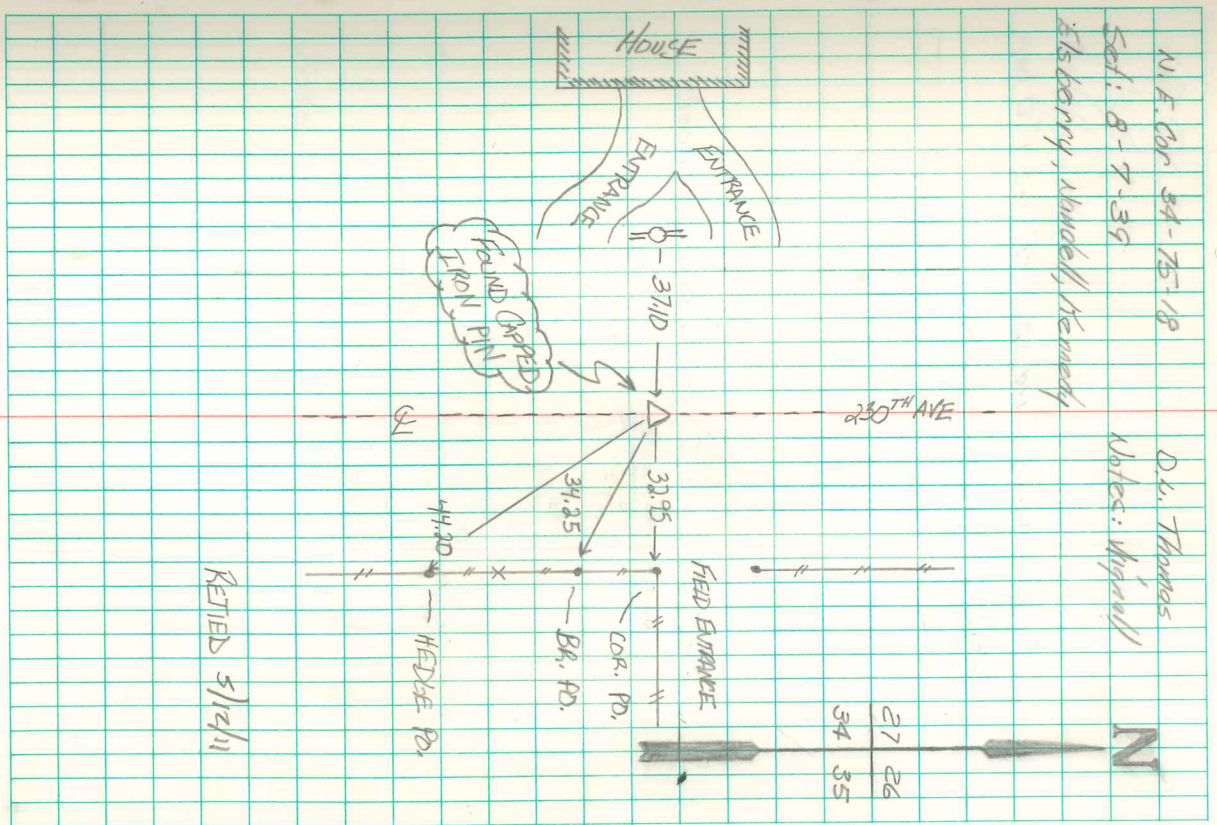 N.E. Cor 34-75-18
Set: 8-7-39
Elsberry, Kennedy
D.L. Thomas
Notes:
N
27 26
34 35
230TH AVE
HOUSE
ENTRANCE
ENTRANCE
37.10
32.95
FIELD ENTRANCE
COR. PO.
34.25
BR. PO.
FOUND CAPPED
IRON PIN
44.20
HEDGE PO.
℄
RETIED 5/12/11